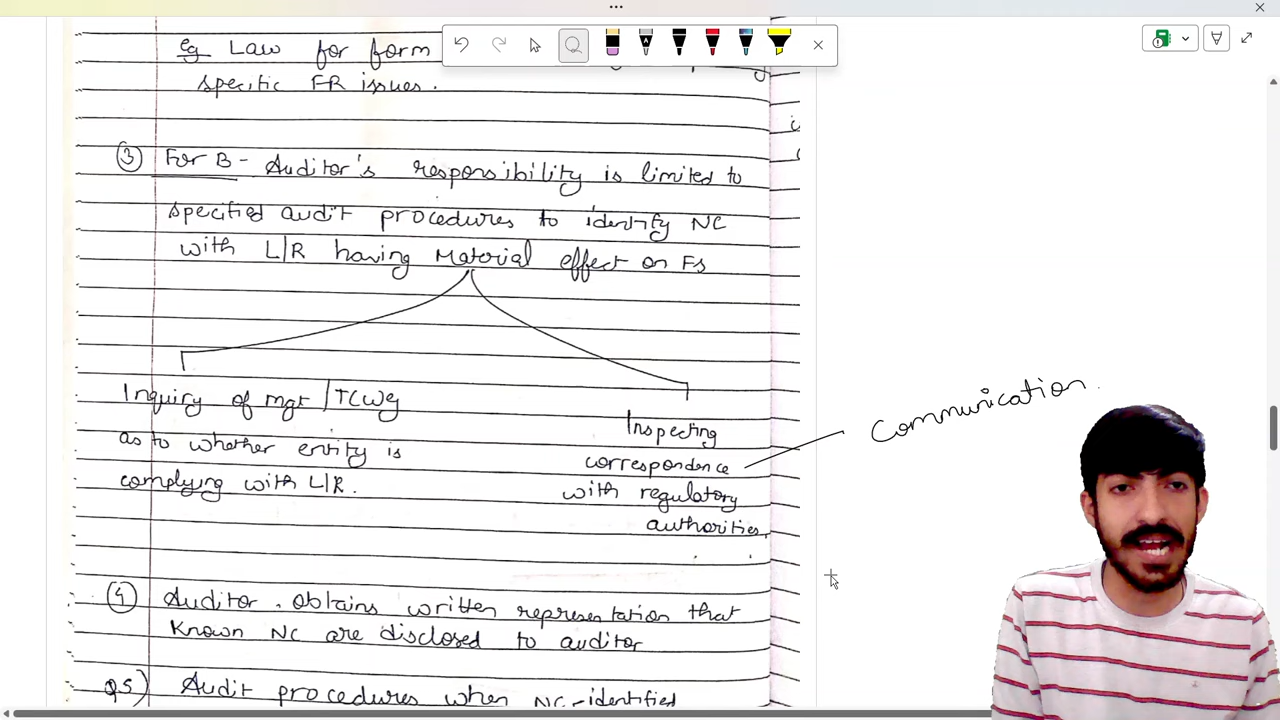 eg Law for form
specific FR issues.
③ For B - Auditor's responsibility is limited to
specified audit procedures to identify NC
with L/R having Material effect on FS
Inquiry of mgt / TCWG
as to whether entity is
complying with L/R.
Inspecting
correspondence
with regulatory
authorities.
Communication.
④ Auditor obtains written representation that
Known NC are disclosed to auditor
Q5) Audit procedures when NC-identified